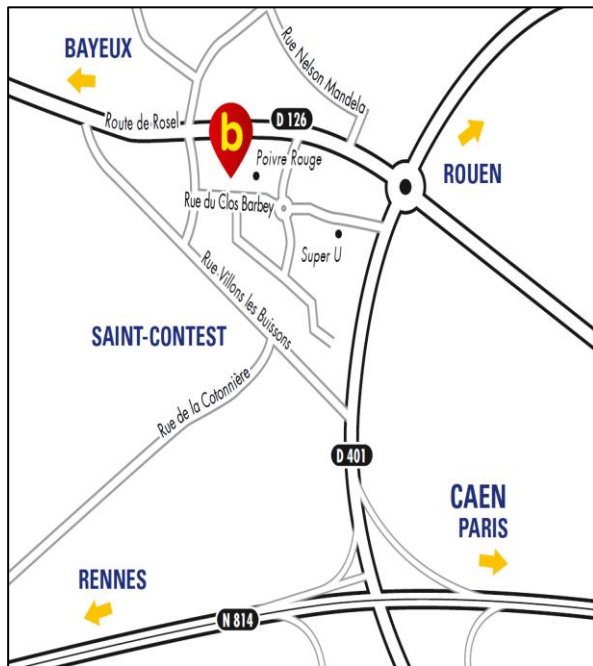 BAYEUX
Rue Nelson Mandela
Route de Rosel
D 126
b
Poivre Rouge
ROUEN
Rue du Clos Barbey
Super U
Rue Villons les Buissons
SAINT-CONTEST
Rue de la Cotonnière
D 401
CAEN
PARIS
RENNES
N 814